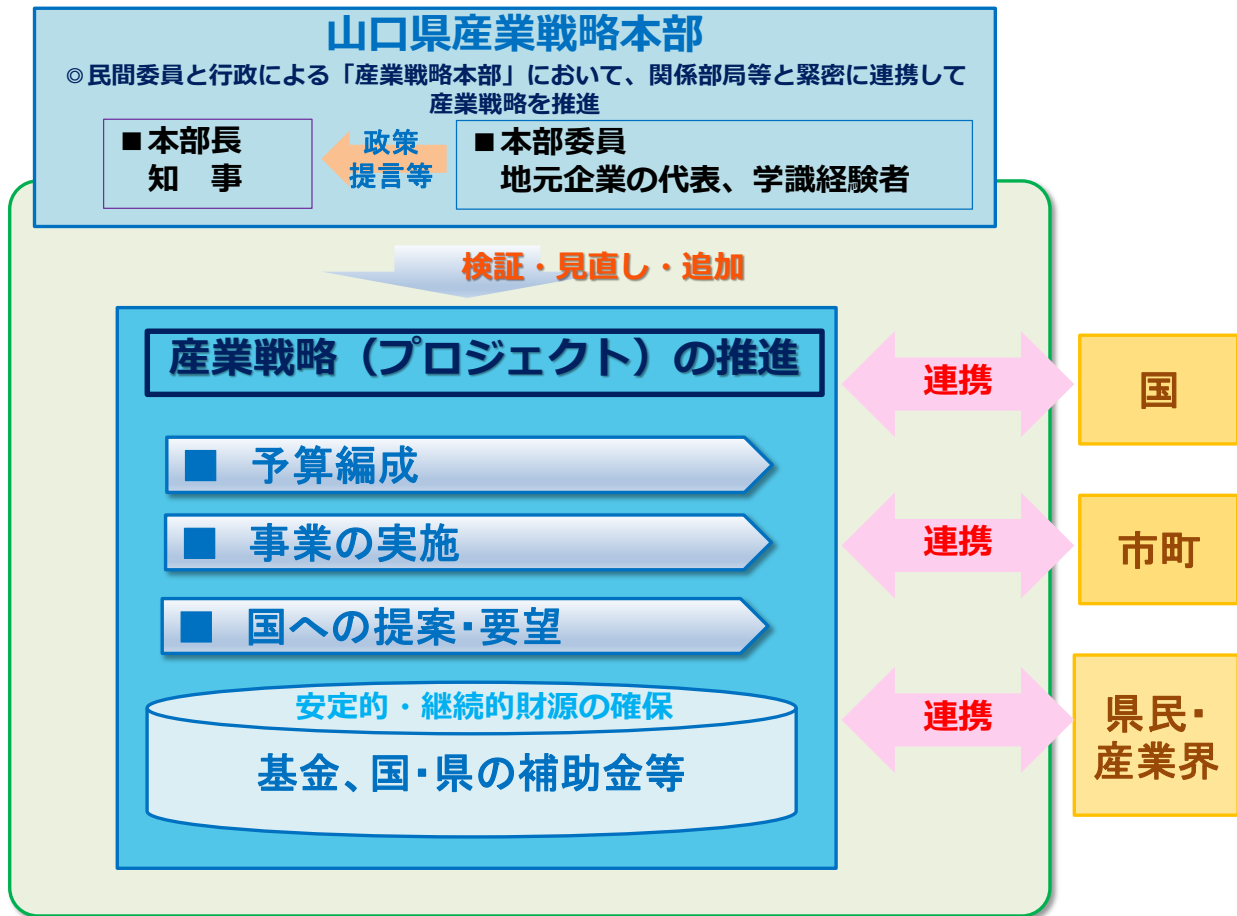 山口県産業戦略本部
◎民間委員と行政による「産業戦略本部」において、関係部局等と緊密に連携して
産業戦略を推進
■本部長
知　事
政策
提言等
■本部委員
地元企業の代表、学識経験者
検証・見直し・追加
産業戦略（プロジェクト）の推進
■ 予算編成
■ 事業の実施
■ 国への提案・要望
安定的・継続的財源の確保
基金、国・県の補助金等
連携
国
連携
市町
連携
県民・
産業界